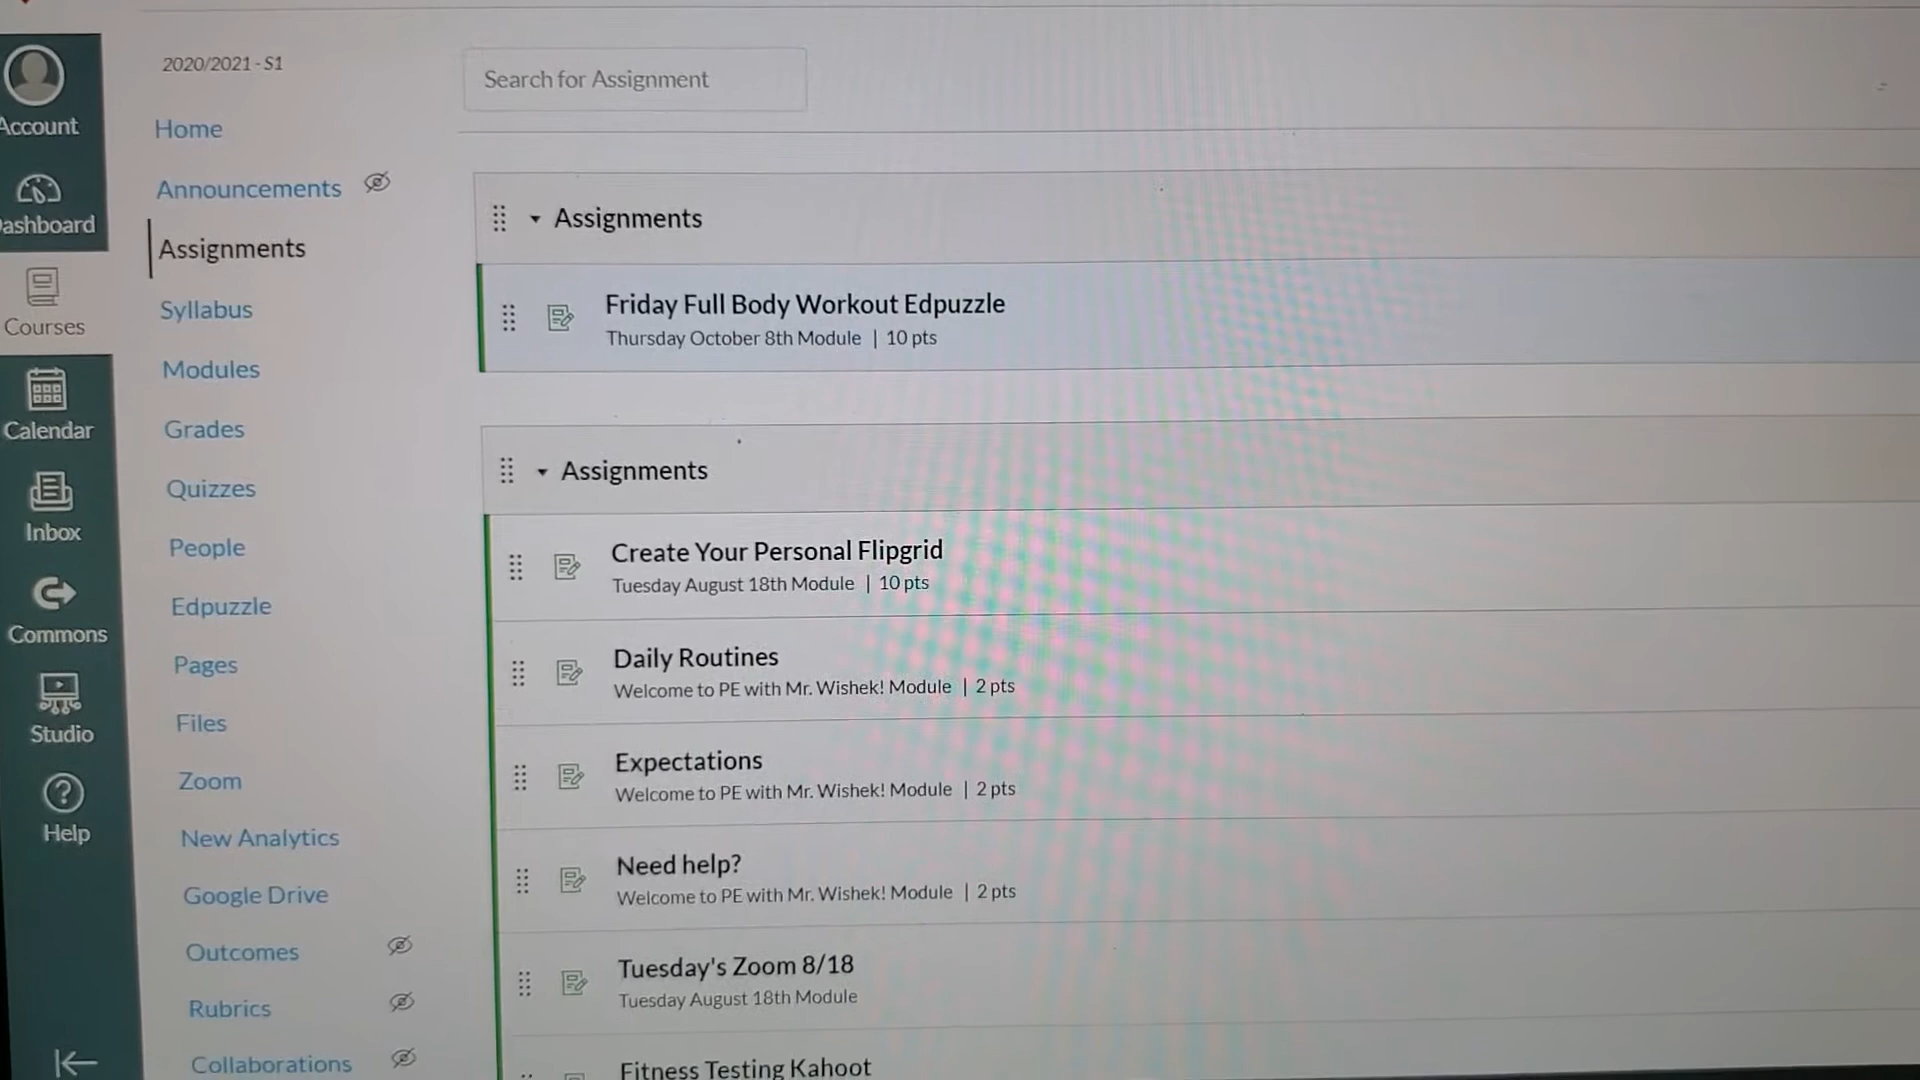 Account
Dashboard
Courses
Calendar
Inbox
Commons
Studio
Help
2020/2021 - S1
Home
Announcements
Assignments
Syllabus
Modules
Grades
Quizzes
People
Edpuzzle
Pages
Files
Zoom
New Analytics
Google Drive
Outcomes
Rubrics
Collaborations
Search for Assignment
Assignments
Friday Full Body Workout Edpuzzle
Thursday October 8th Module | 10 pts
Assignments
Create Your Personal Flipgrid
Tuesday August 18th Module | 10 pts
Daily Routines
Welcome to PE with Mr. Wishek! Module | 2 pts
Expectations
Welcome to PE with Mr. Wishek! Module | 2 pts
Need help?
Welcome to PE with Mr. Wishek! Module | 2 pts
Tuesday's Zoom 8/18
Tuesday August 18th Module
Fitness Testing Kahoot